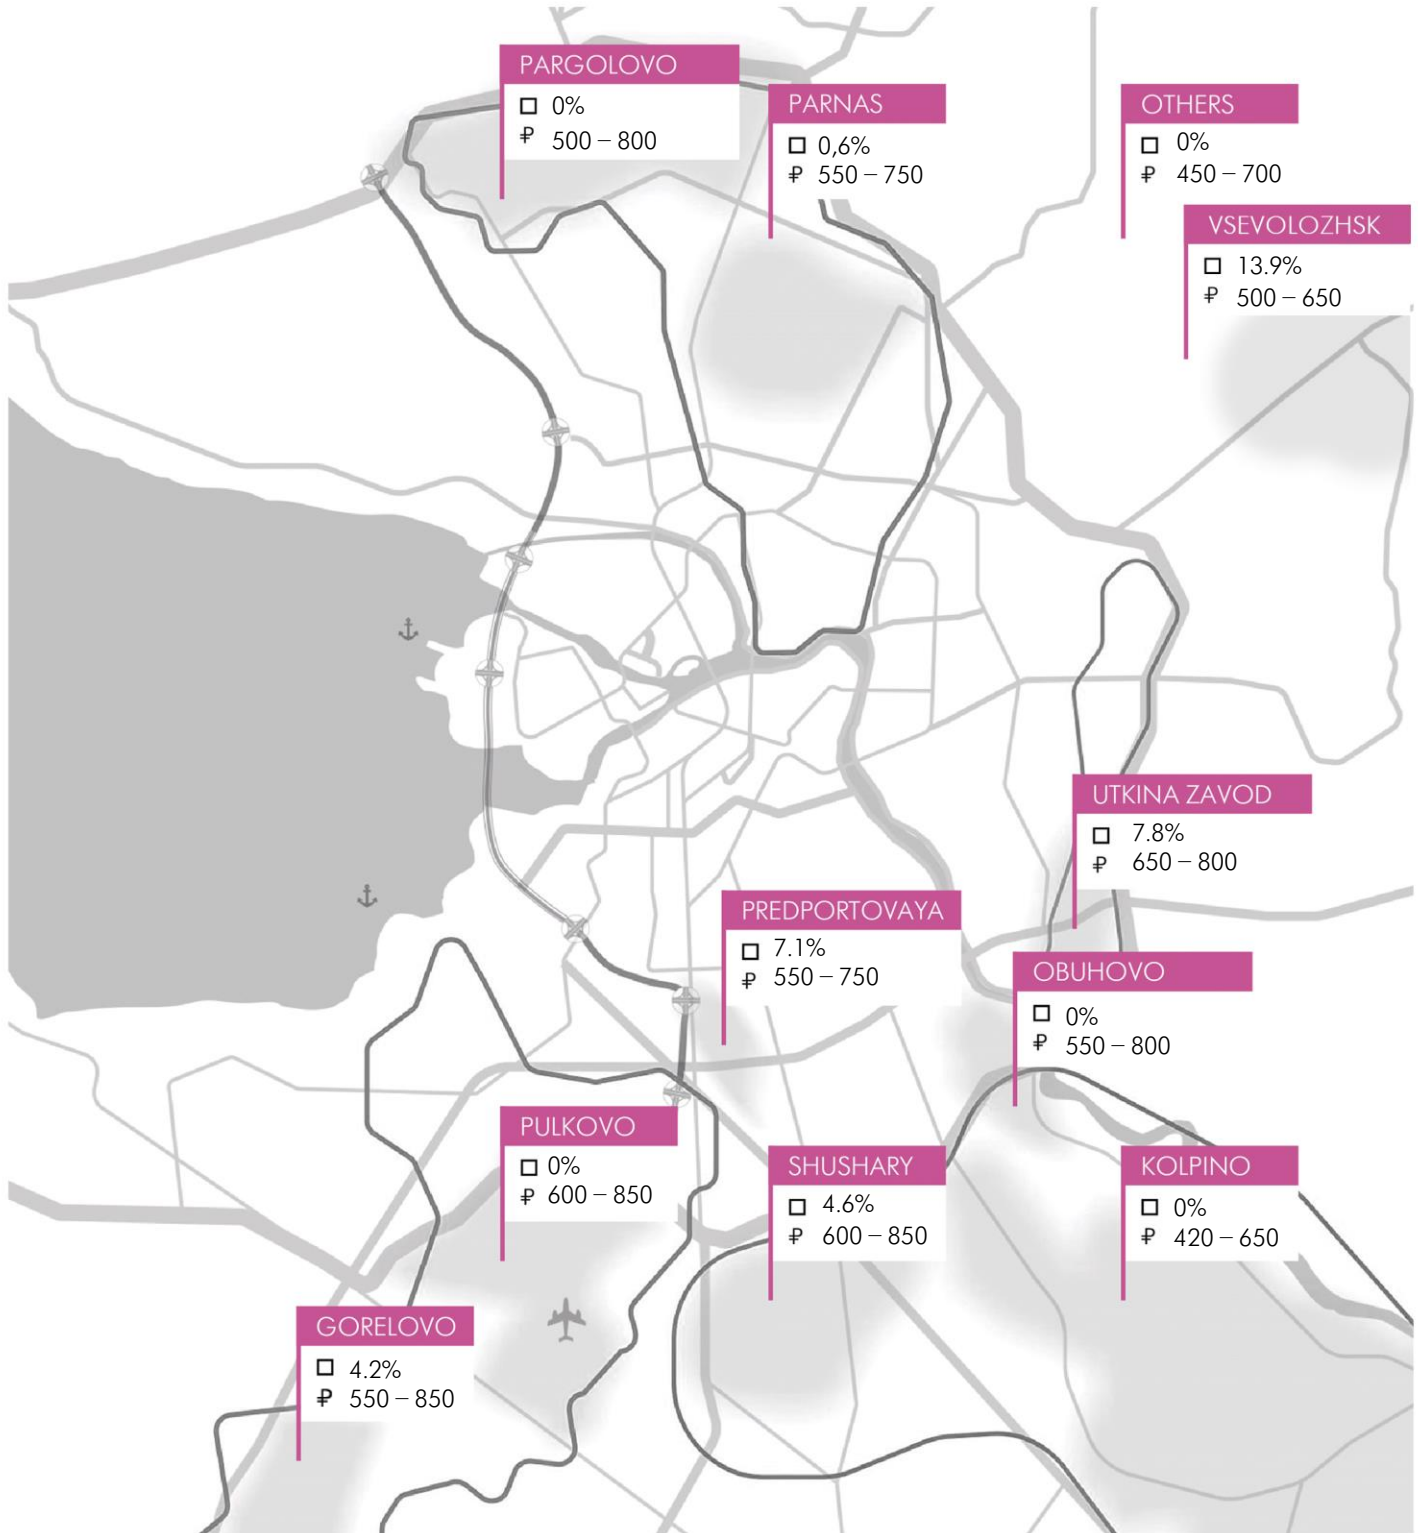 PARGOLOVO
0%
₽ 500 – 800
PARNAS
0,6%
₽ 550 – 750
OTHERS
0%
₽ 450 – 700
VSEVOLOZHSK
13.9%
₽ 500 – 650
UTKINA ZAVOD
7.8%
₽ 650 – 800
PREDPORTOVAYA
7.1%
₽ 550 – 750
OBUHOVO
0%
₽ 550 – 800
PULKOVO
0%
₽ 600 – 850
SHUSHARY
4.6%
₽ 600 – 850
KOLPINO
0%
₽ 420 – 650
GORELOVO
4.2%
₽ 550 – 850